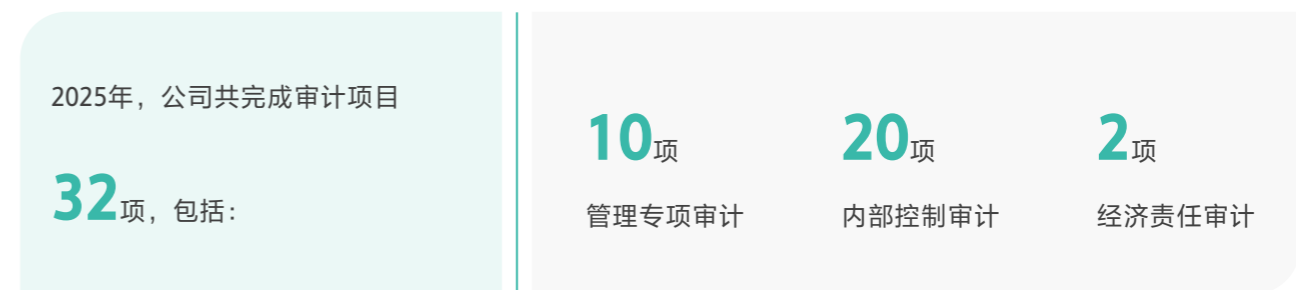 2025年，公司共完成审计项目
32项，包括：
10项
管理专项审计
20项
内部控制审计
2项
经济责任审计